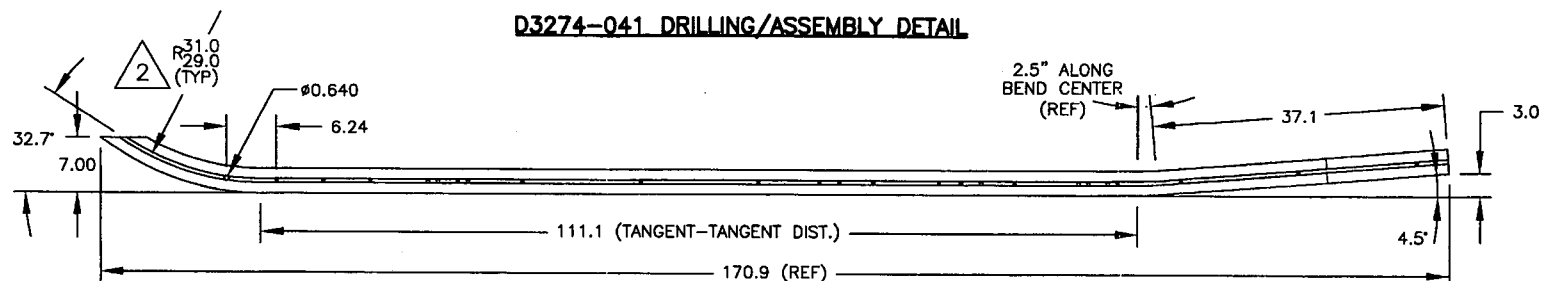 D3274-041 DRILLING/ASSEMBLY DETAIL
2
R31.0
29.0
(TYP)
ø0.640
6.24
32.7°
7.00
2.5" ALONG
BEND CENTER
(REF)
37.1
3.0
4.5°
111.1 (TANGENT-TANGENT DIST.)
170.9 (REF)